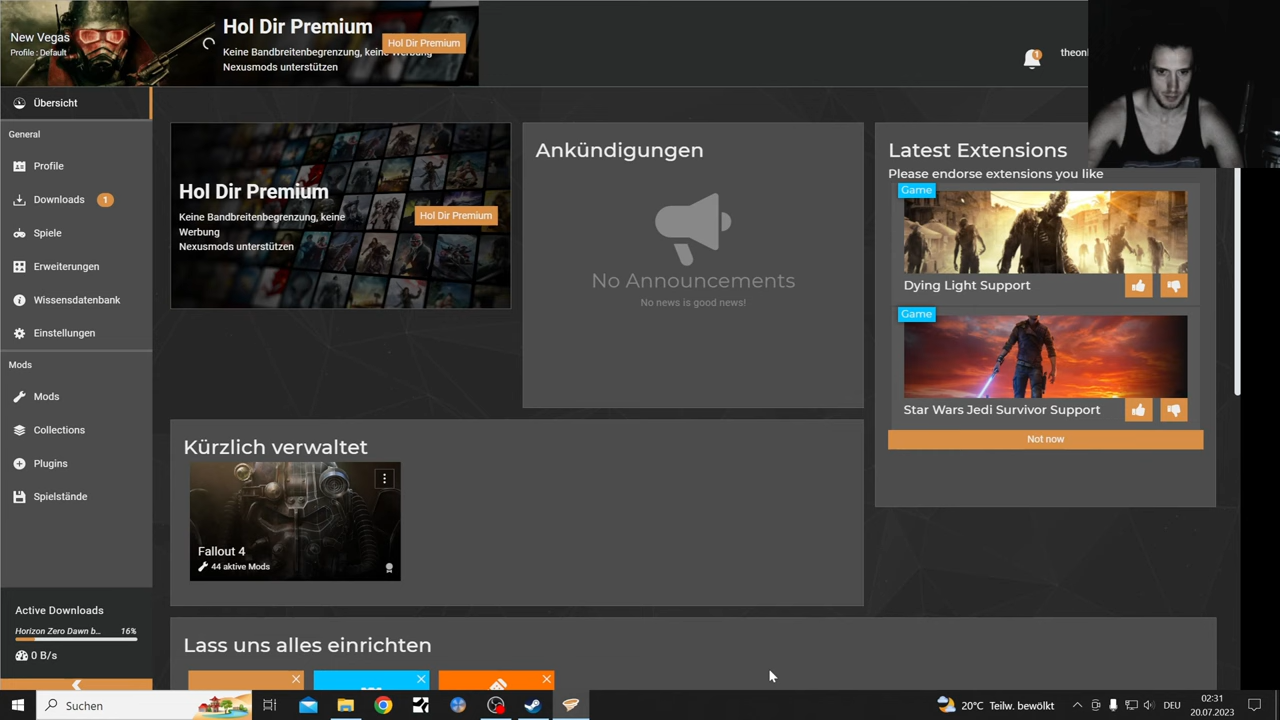 New Vegas
Profile : Default
Hol Dir Premium
Keine Bandbreitenbegrenzung, keine Werbung
Nexusmods unterstützen
Hol Dir Premium
1
Übersicht
General
Profile
Downloads 1
Spiele
Erweiterungen
Wissensdatenbank
Einstellungen
Mods
Mods
Collections
Plugins
Spielstände
Active Downloads
Horizon Zero Dawn b... 16%
0 B/s
Hol Dir Premium
Keine Bandbreitenbegrenzung, keine
Werbung
Nexusmods unterstützen
Hol Dir Premium
Ankündigungen
No Announcements
No news is good news!
Latest Extensions
Please endorse extensions you like
Game
Dying Light Support
Game
Star Wars Jedi Survivor Support
Not now
Kürzlich verwaltet
Fallout 4
44 aktive Mods
Lass uns alles einrichten
Suchen
20°C Teilw. bewölkt
DEU
02:31
20.07.2023